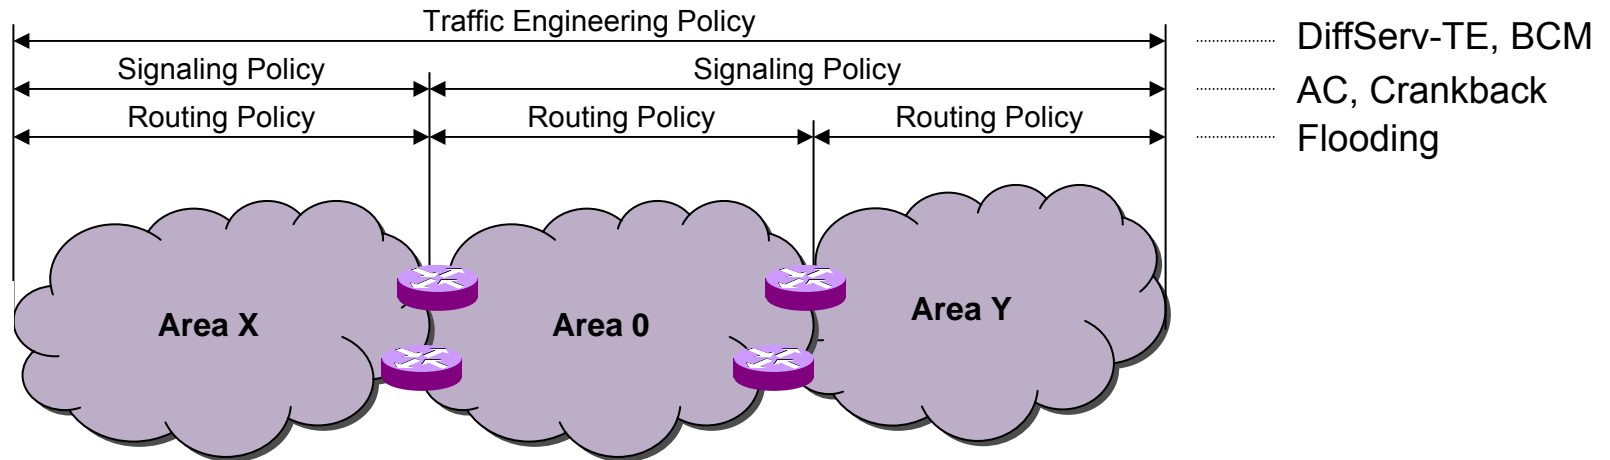 Traffic Engineering Policy
DiffServ-TE, BCM
Signaling Policy
Signaling Policy
AC, Crankback
Routing Policy
Routing Policy
Routing Policy
Flooding
Area X
Area 0
Area Y